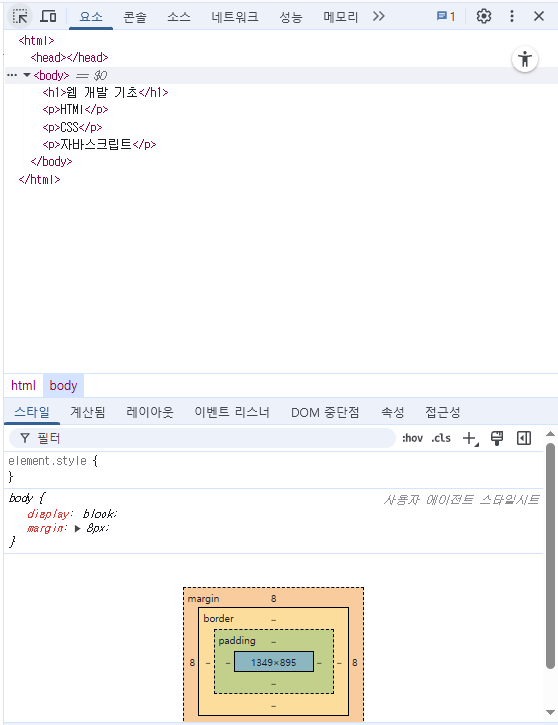 요소 콘솔 소스 네트워크 성능 메모리 1
<html>
<head></head>
<body> == $0
<h1>웹 개발 기초</h1>
<p>HTMl</p>
<p>CSS</p>
<p>자바스크립트</p>
</body>
</html>
html body
스타일 계산됨 레이아웃 이벤트 리스너 DOM 중단점 속성 접근성
필터 :hov .cls
element.style {
}
body { 사용자 에이전트 스타일시트
display: block;
margin: 8px;
}
margin 8
border –
padding –
8 – – 1349×895 – – 8
–
–